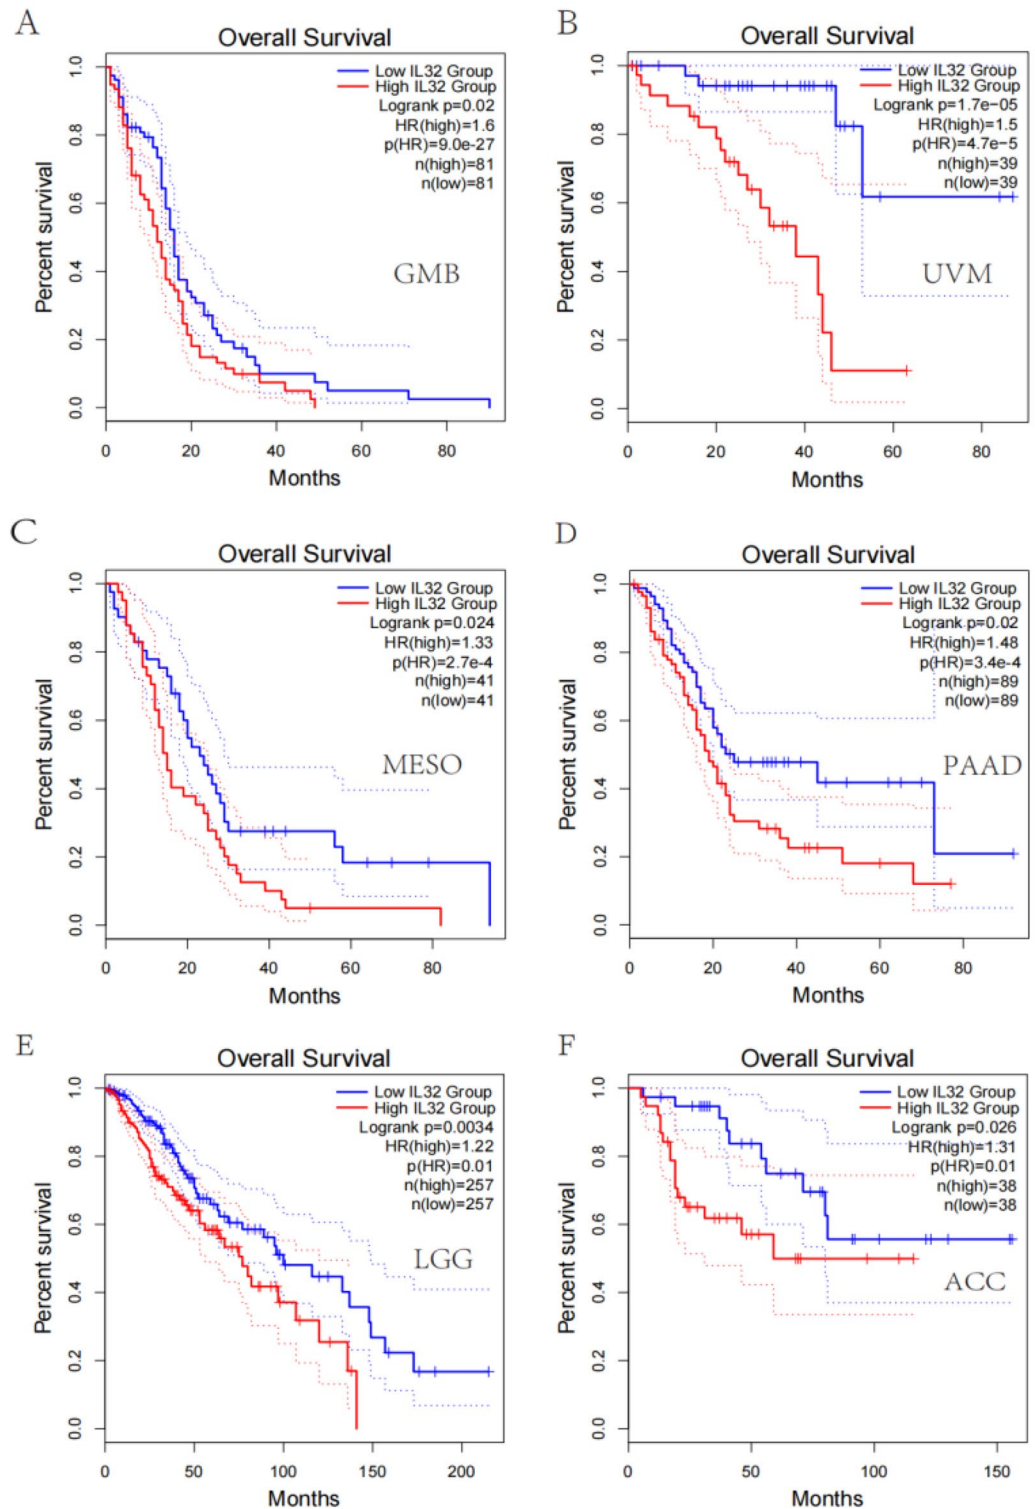 A
Overall Survival
Percent survival
1.0
0.8
0.6
0.4
0.2
0.0
Low IL32 Group
High IL32 Group
Logrank p=0.02
HR(high)=1.6
p(HR)=9.0e-27
n(high)=81
n(low)=81
GMB
0 20 40 60 80
Months
B
Overall Survival
Percent survival
1.0
0.8
0.6
0.4
0.2
0.0
Low IL32 Group
High IL32 Group
Logrank p=1.7e−05
HR(high)=1.5
p(HR)=4.7e−5
n(high)=39
n(low)=39
UVM
0 20 40 60 80
Months
C
Overall Survival
Percent survival
1.0
0.8
0.6
0.4
0.2
0.0
Low IL32 Group
High IL32 Group
Logrank p=0.024
HR(high)=1.33
p(HR)=2.7e-4
n(high)=41
n(low)=41
MESO
0 20 40 60 80
Months
D
Overall Survival
Percent survival
1.0
0.8
0.6
0.4
0.2
0.0
Low IL32 Group
High IL32 Group
Logrank p=0.02
HR(high)=1.48
p(HR)=3.4e-4
n(high)=89
n(low)=89
PAAD
0 20 40 60 80
Months
E
Overall Survival
Percent survival
1.0
0.8
0.6
0.4
0.2
0.0
Low IL32 Group
High IL32 Group
Logrank p=0.0034
HR(high)=1.22
p(HR)=0.01
n(high)=257
n(low)=257
LGG
0 50 100 150 200
Months
F
Overall Survival
Percent survival
1.0
0.8
0.6
0.4
0.2
0.0
Low IL32 Group
High IL32 Group
Logrank p=0.026
HR(high)=1.31
p(HR)=0.01
n(high)=38
n(low)=38
ACC
0 50 100 150
Months